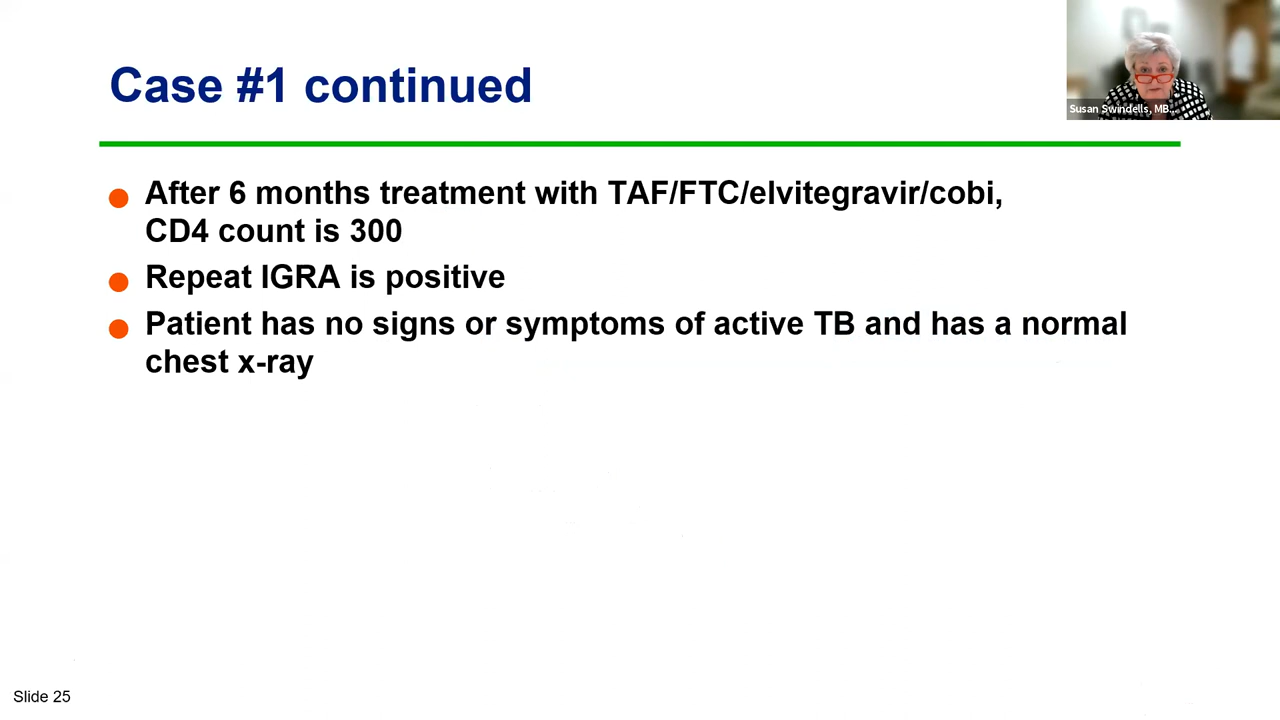 Case #1 continued
Susan Swindells, MB...
After 6 months treatment with TAF/FTC/elvitegravir/cobi,
CD4 count is 300
Repeat IGRA is positive
Patient has no signs or symptoms of active TB and has a normal
chest x-ray
Slide 25